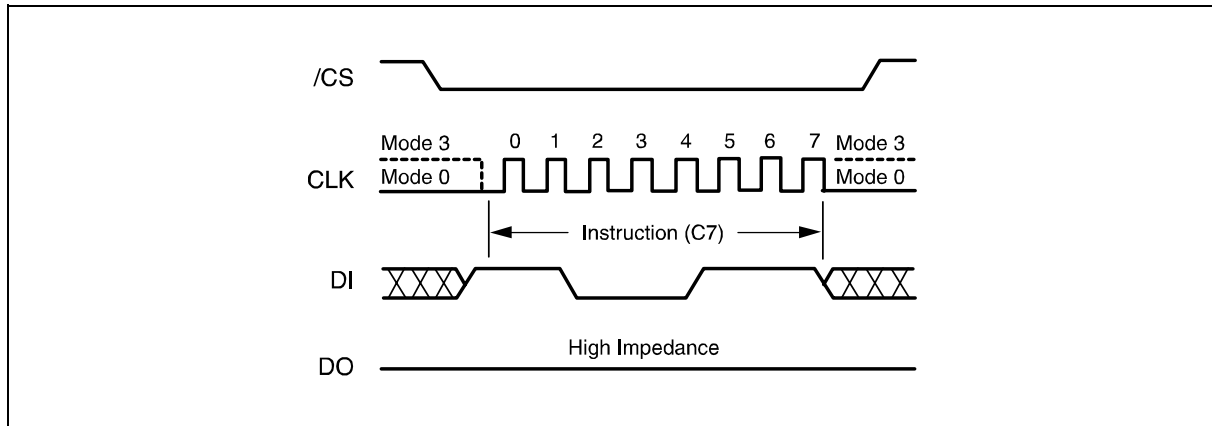 /CS
Mode 3 0 1 2 3 4 5 6 7 Mode 3
CLK Mode 0 Mode 0
Instruction (C7)
DI
High Impedance
DO